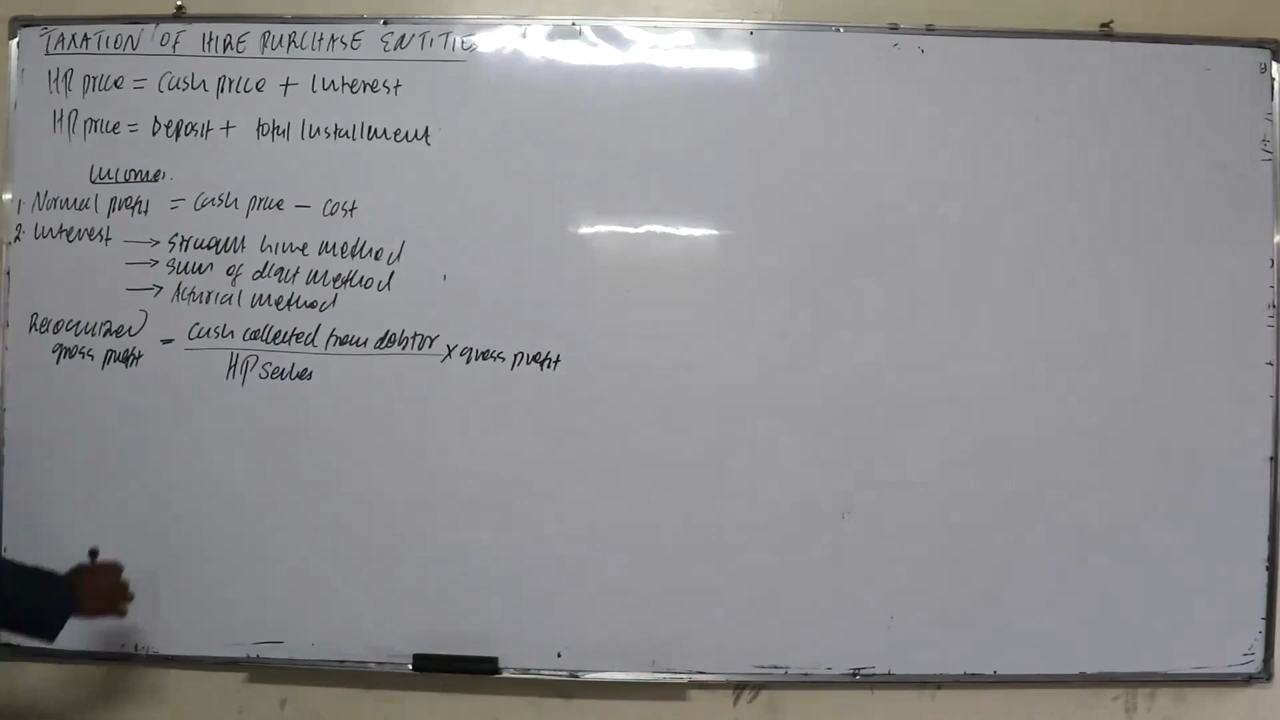 TAXATION OF HIRE PURCHASE ENTITIES
HP price = Cash price + Interest
HP price = Deposit + total Installment
Income.
1. Normal profit = Cash price - cost
2. Interest → Straight line method
→ Sum of digit method
→ Acturial method
Recognized gross profit = cash collected from debtor / HP Sales x gross profit